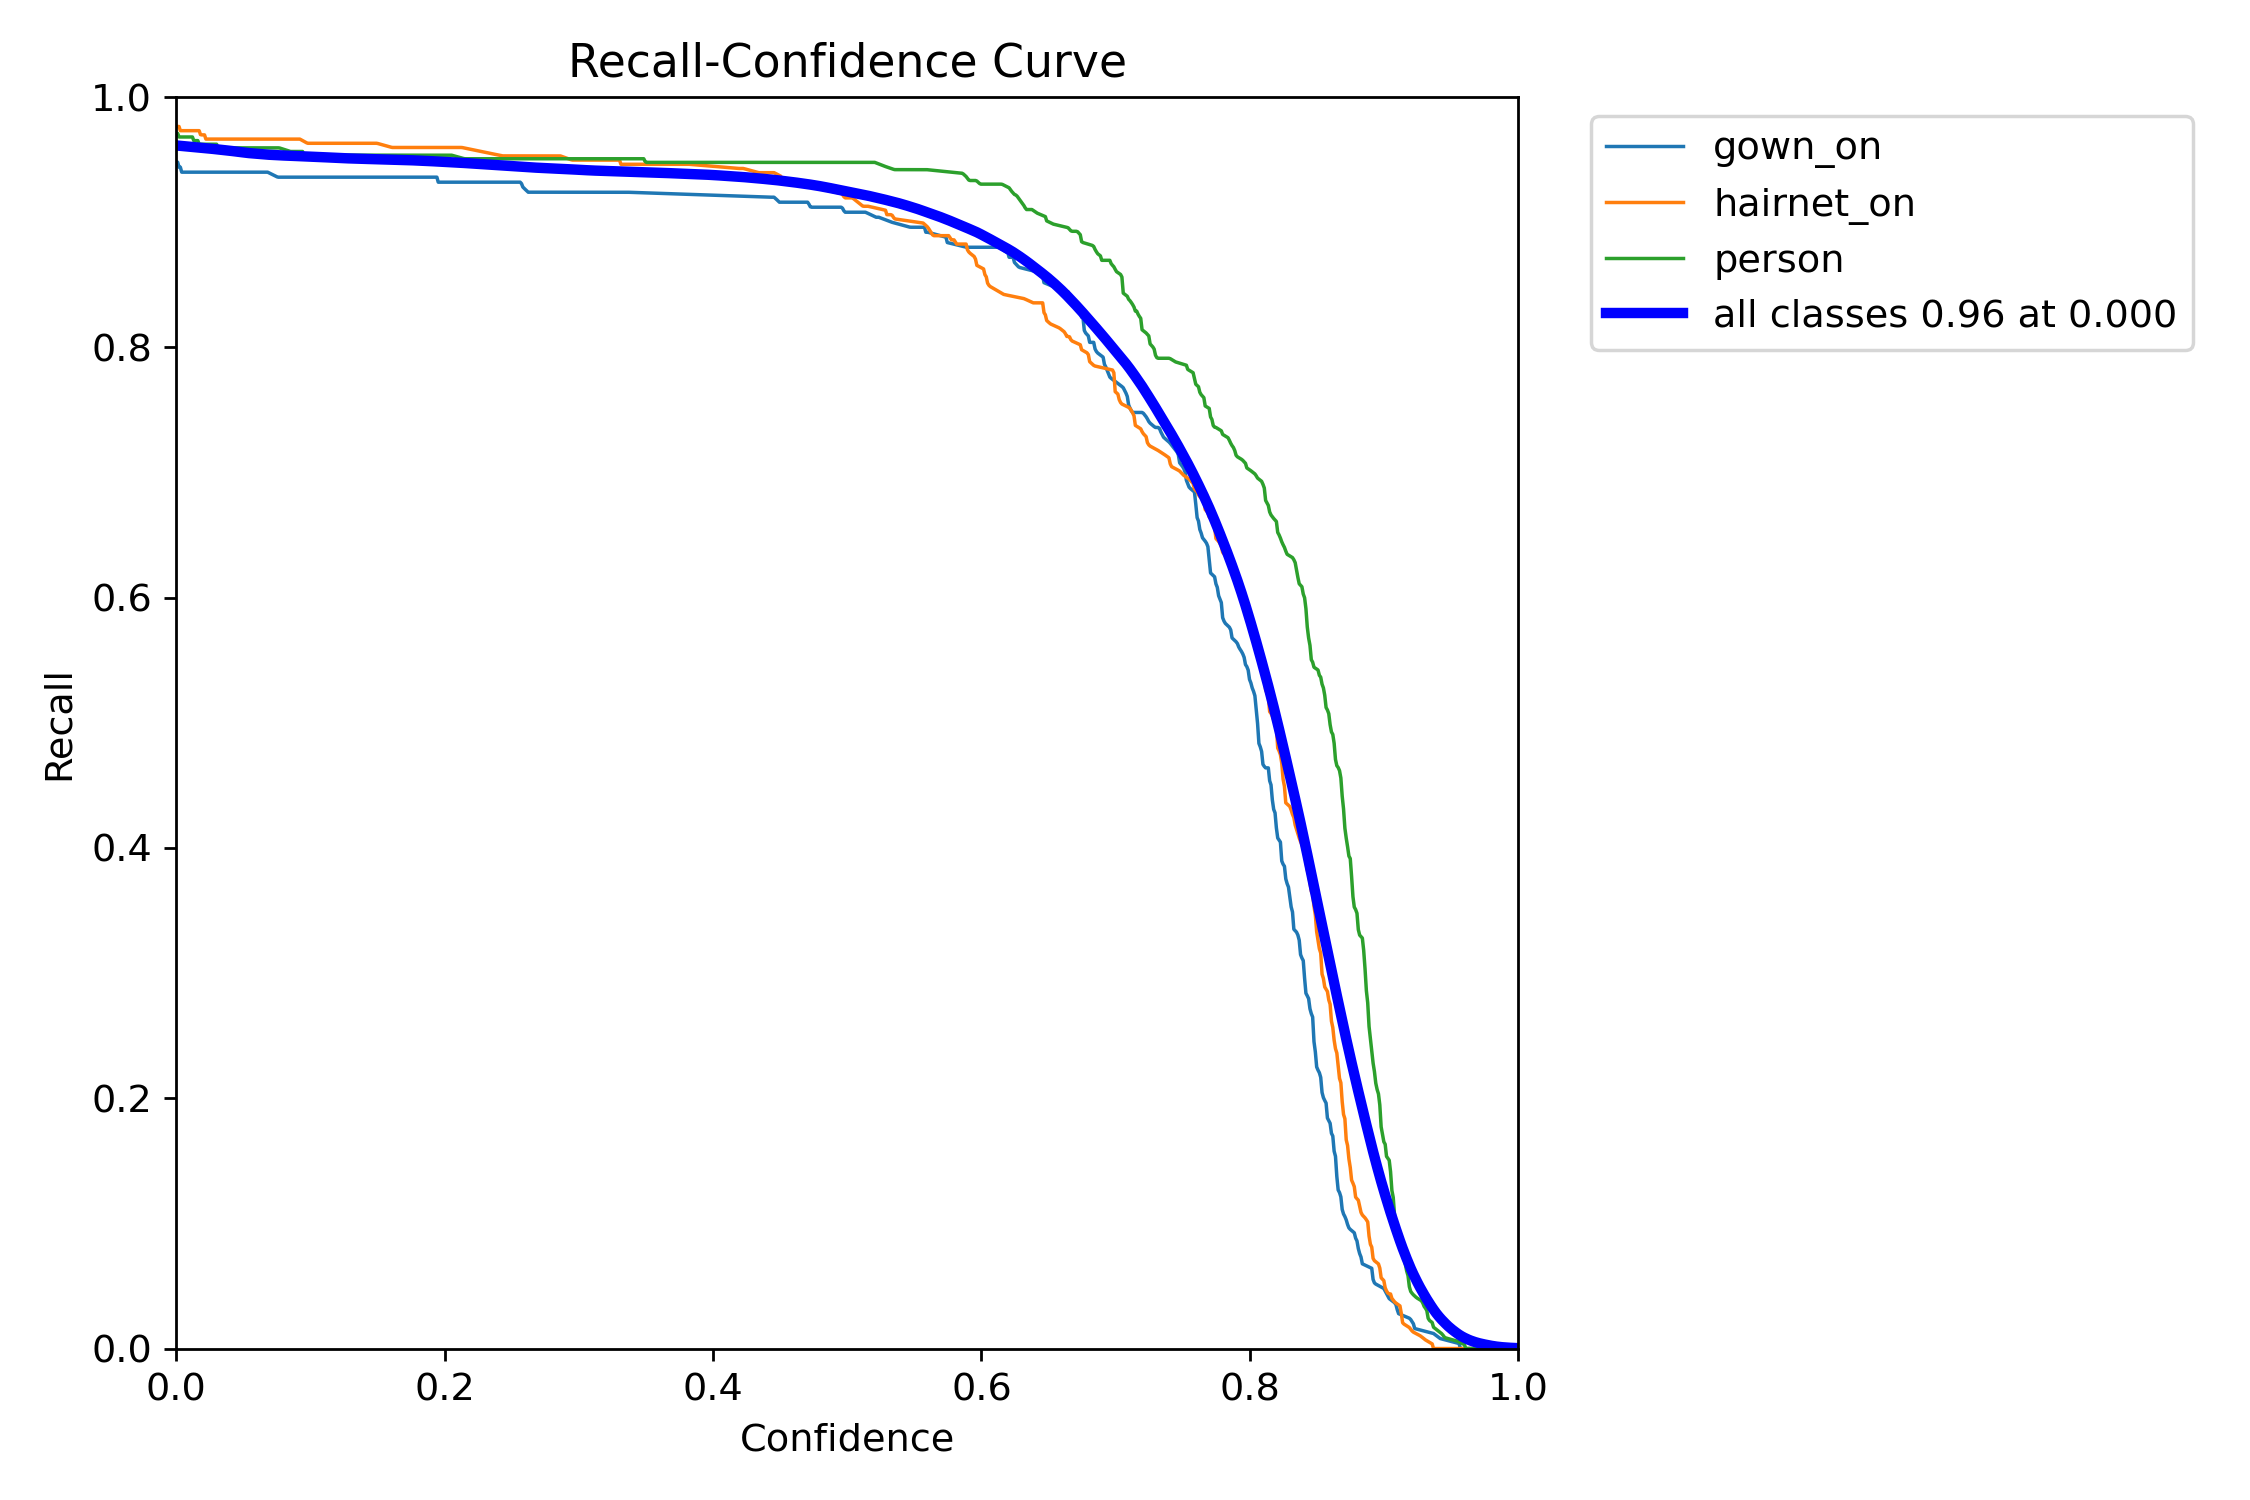 Recall-Confidence Curve
1.0
0.8
0.6
0.4
0.2
0.0
Recall
0.0 0.2 0.4 0.6 0.8 1.0
Confidence
gown_on
hairnet_on
person
all classes 0.96 at 0.000